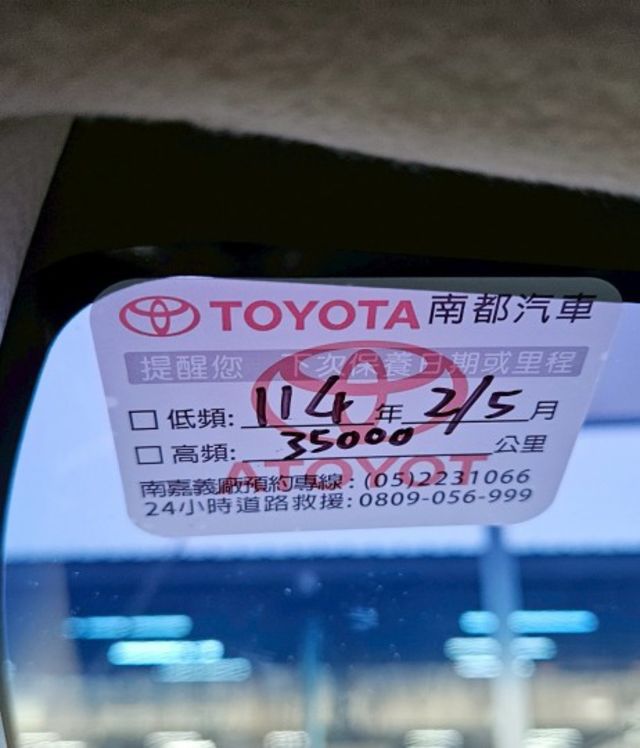 TOYOTA 南都汽車
提醒您 下次保養日期或里程
□ 低頻: 114 年 2/5 月
□ 高頻: 35000 公里
南嘉義廠預約專線: (05)2231066
24小時道路救援: 0809-056-999